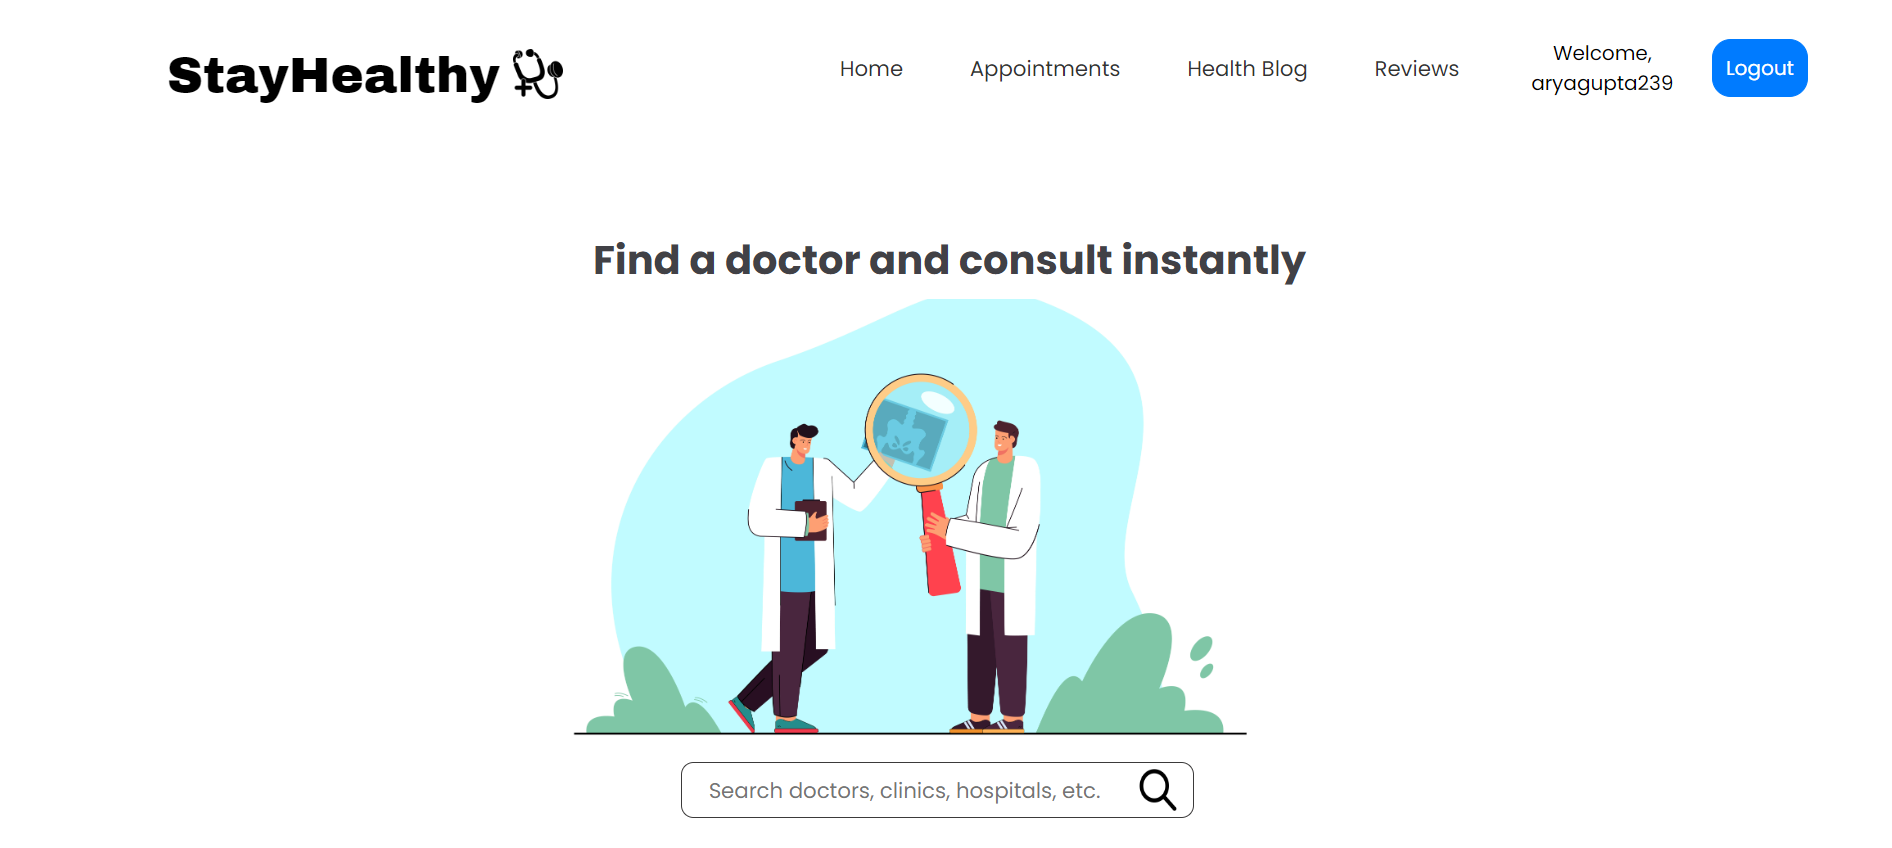 StayHealthy
Home
Appointments
Health Blog
Reviews
Welcome,
aryagupta239
Logout
Find a doctor and consult instantly
Search doctors, clinics, hospitals, etc.